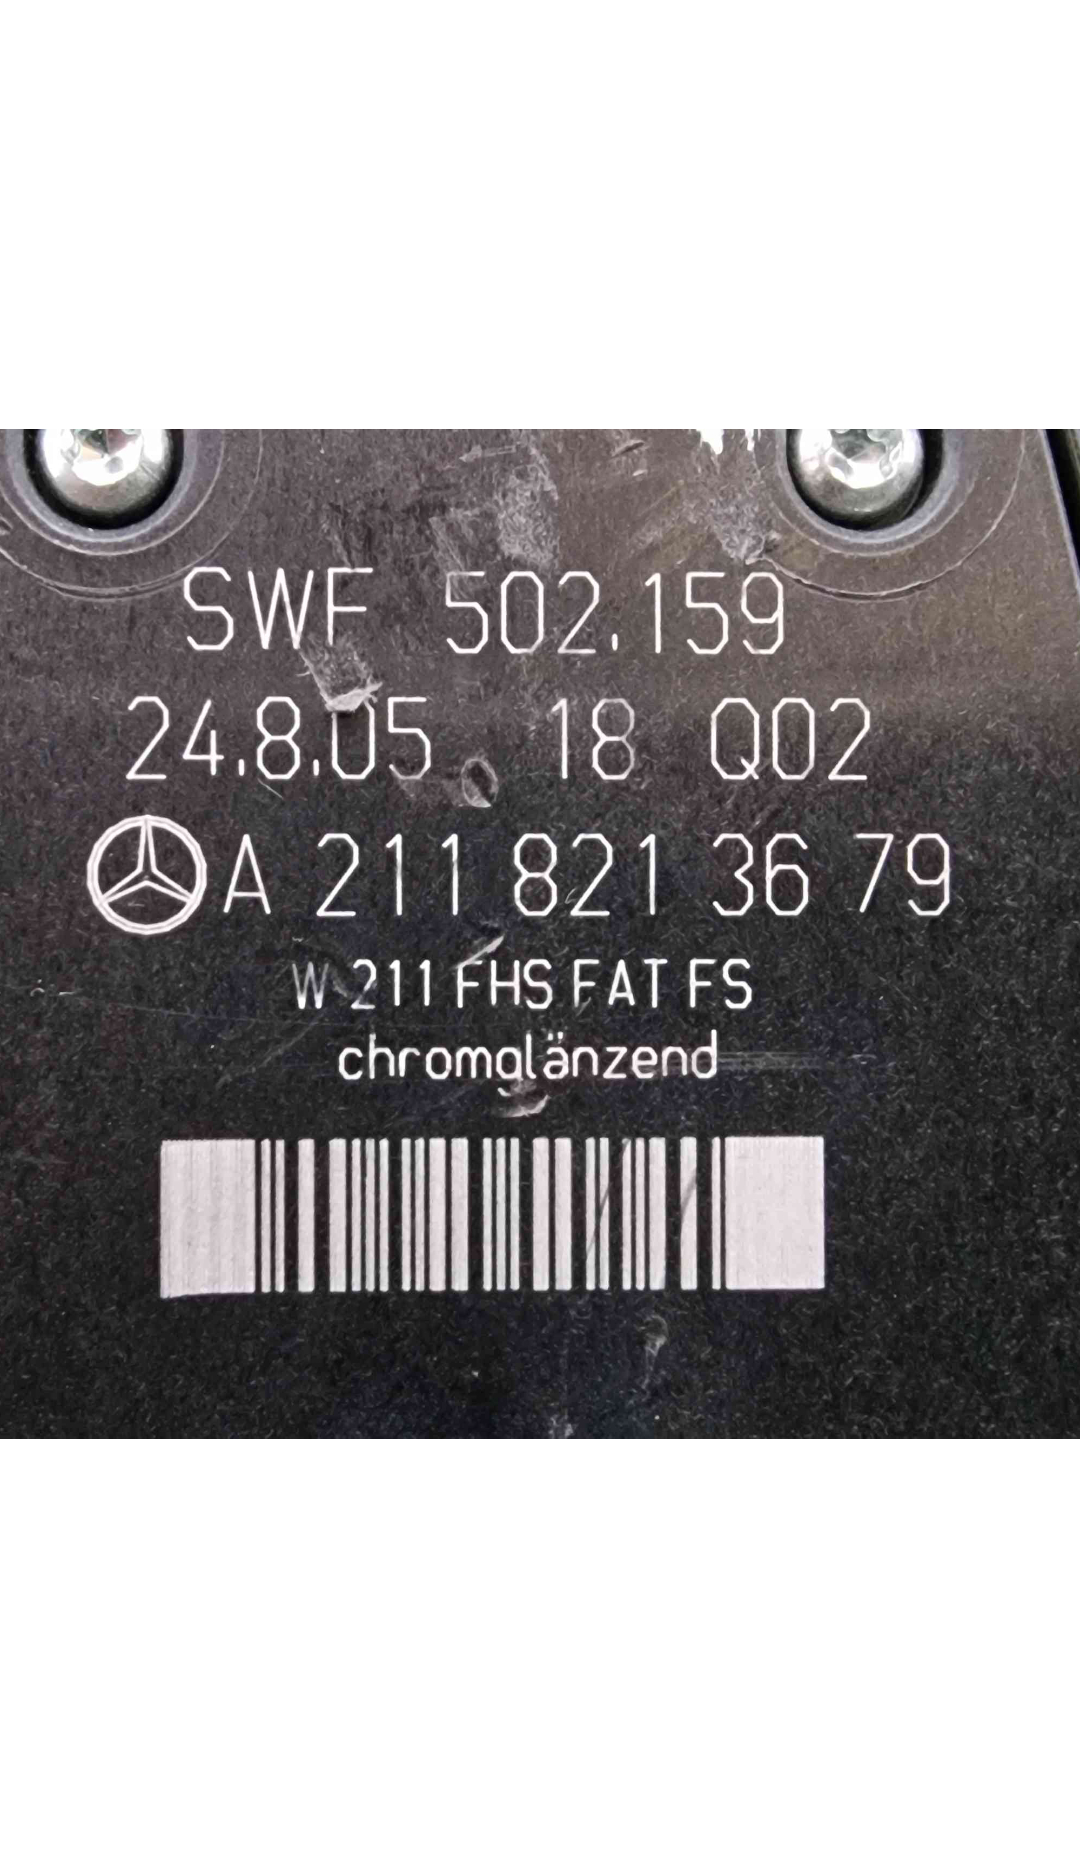 SWF 502.159
24.8.05 18 Q02
A 211 821 36 79
W 211 FHS FAT FS
chromglänzend